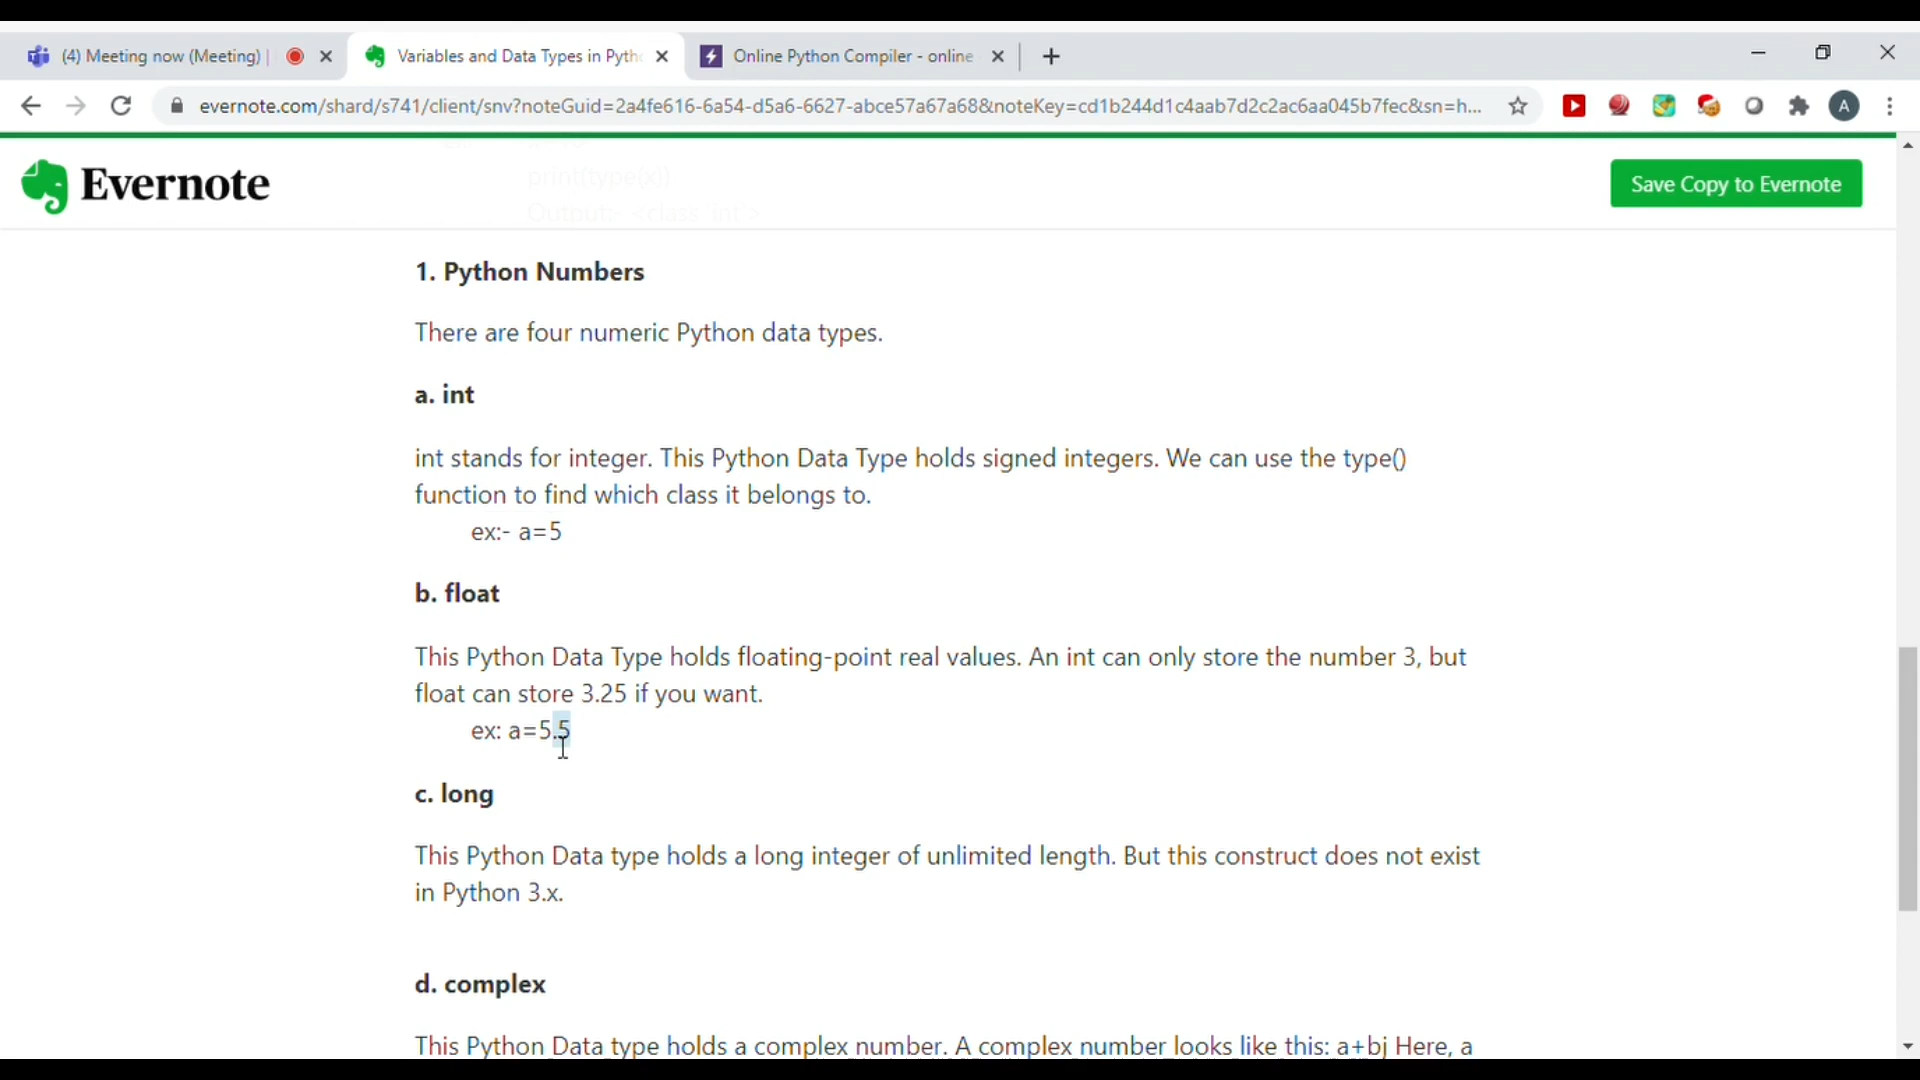 (4) Meeting now (Meeting) |
Variables and Data Types in Pyth
Online Python Compiler - online
evernote.com/shard/s741/client/snv?noteGuid=2a4fe616-6a54-d5a6-6627-abce57a67a68&noteKey=cd1b244d1c4aab7d2c2ac6aa045b7fec&sn=h...
A
Evernote
Save Copy to Evernote
print(type(x))
Output:- <class 'int'>
1. Python Numbers
There are four numeric Python data types.
a. int
int stands for integer. This Python Data Type holds signed integers. We can use the type()
function to find which class it belongs to.
ex:- a=5
b. float
This Python Data Type holds floating-point real values. An int can only store the number 3, but
float can store 3.25 if you want.
ex: a=5.5
c. long
This Python Data type holds a long integer of unlimited length. But this construct does not exist
in Python 3.x.
d. complex
This Python Data type holds a complex number. A complex number looks like this: a+bj Here, a